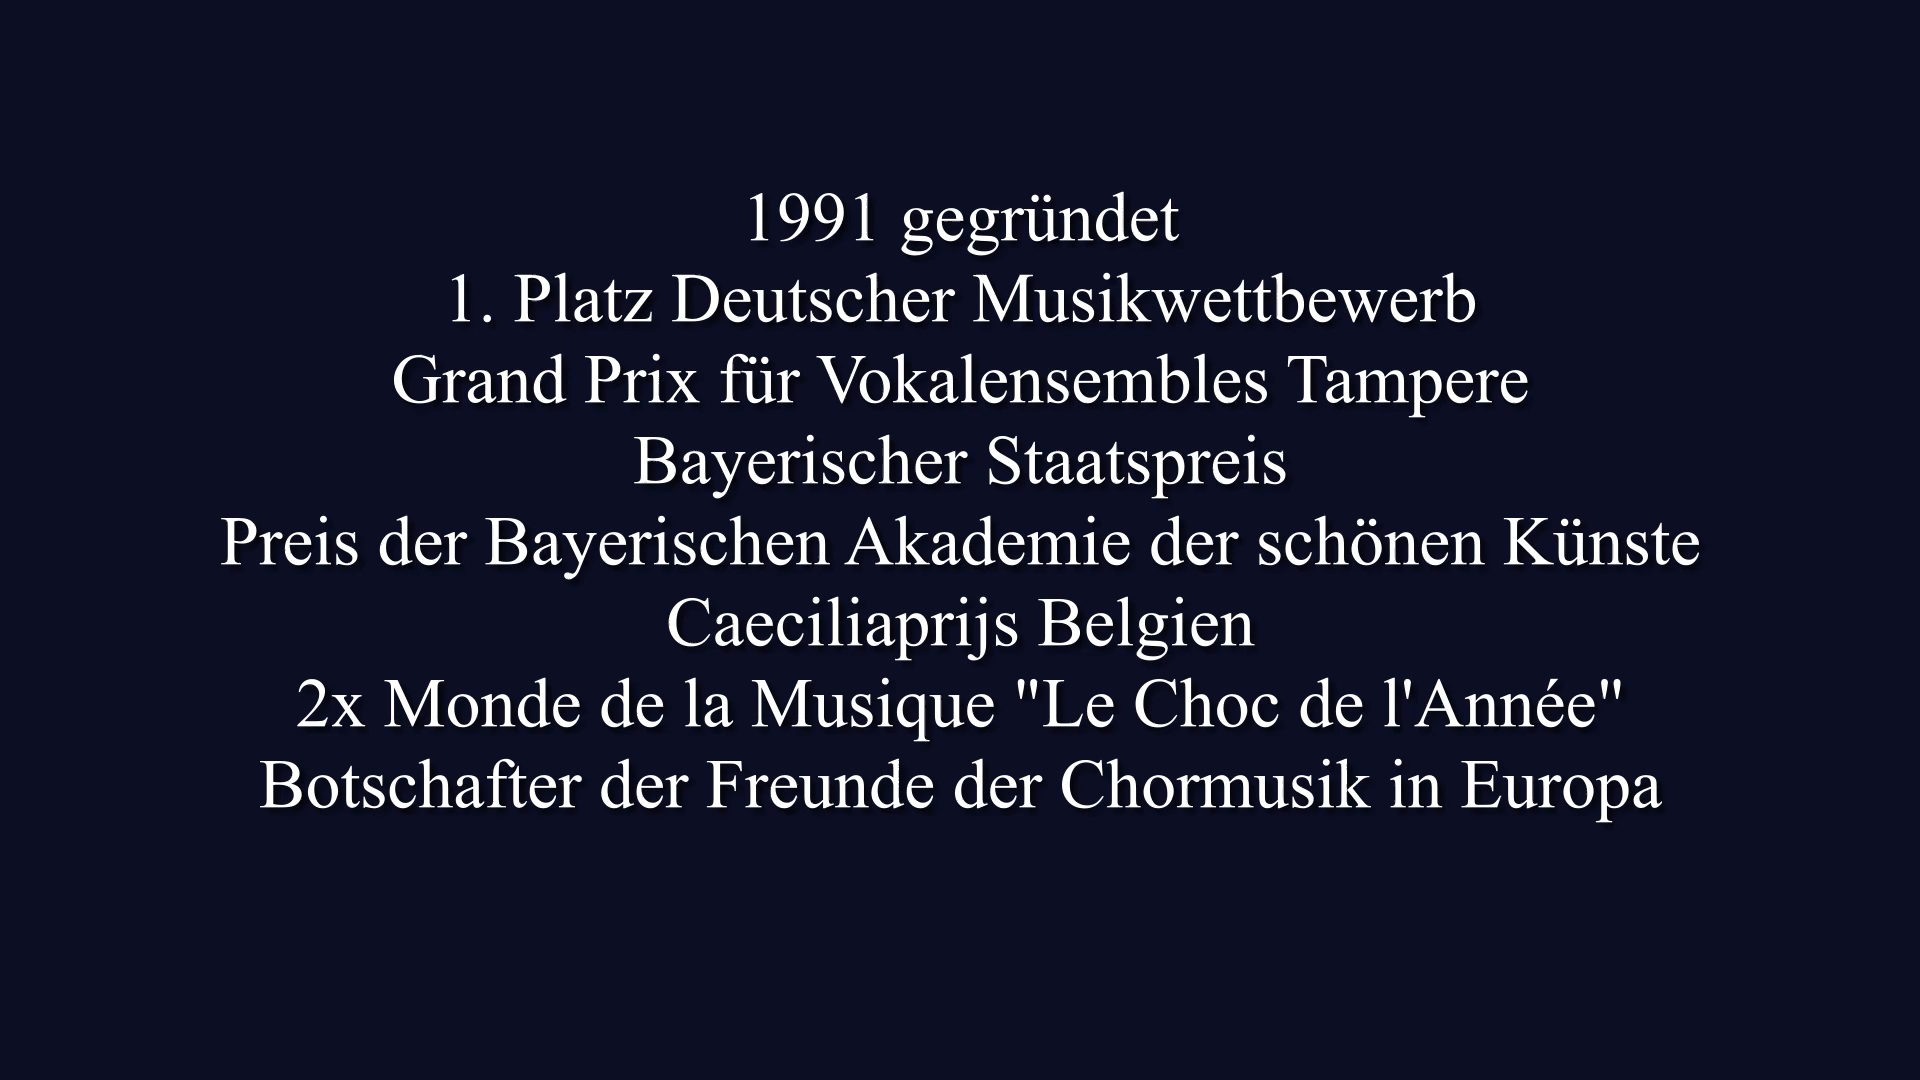 1991 gegründet
1. Platz Deutscher Musikwettbewerb
Grand Prix für Vokalensembles Tampere
Bayerischer Staatspreis
Preis der Bayerischen Akademie der schönen Künste
Caeciliaprijs Belgien
2x Monde de la Musique "Le Choc de l'Année"
Botschafter der Freunde der Chormusik in Europa